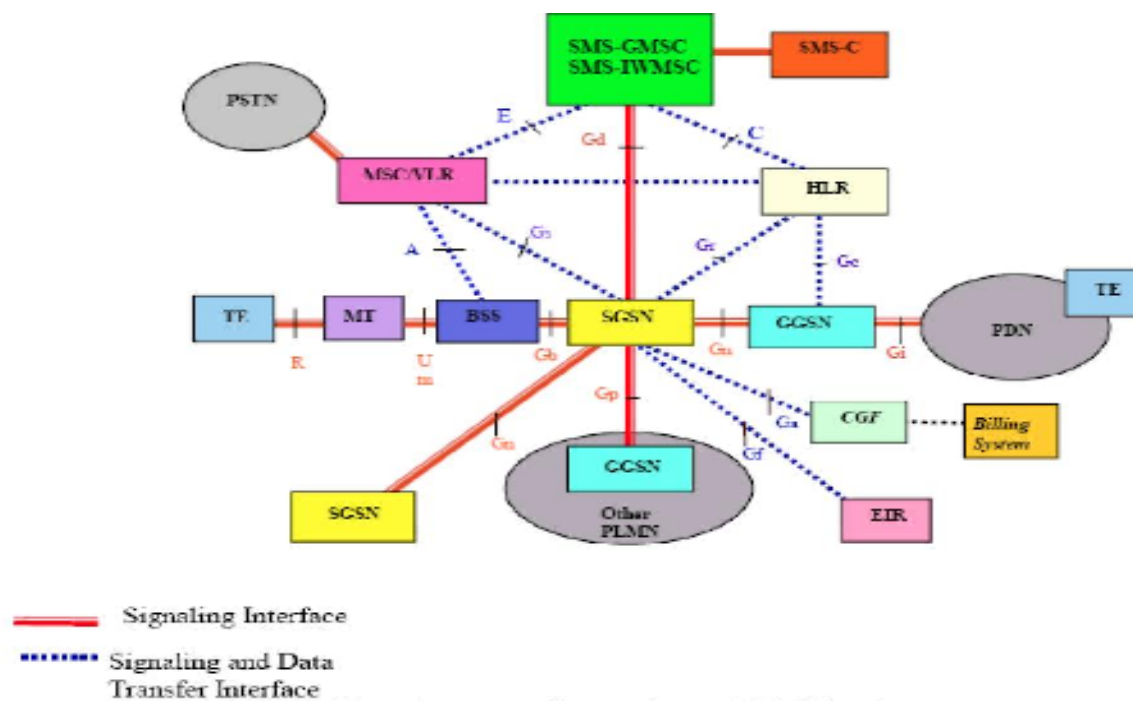 SMS-GMSC
SMS-IWMSC
SMS-C
PSTN
E
Gd
C
MSC/VLR
HLR
A
Gs
Gr
Gc
TE
MT
BSS
SGSN
GGSN
PDN
TE
R
U
m
Gb
Gn
Gi
Gp
Ga
CGF
Billing
System
Gn
Gf
GGSN
SGSN
Other
PLMN
EIR
Signaling Interface
Signaling and Data
Transfer Interface